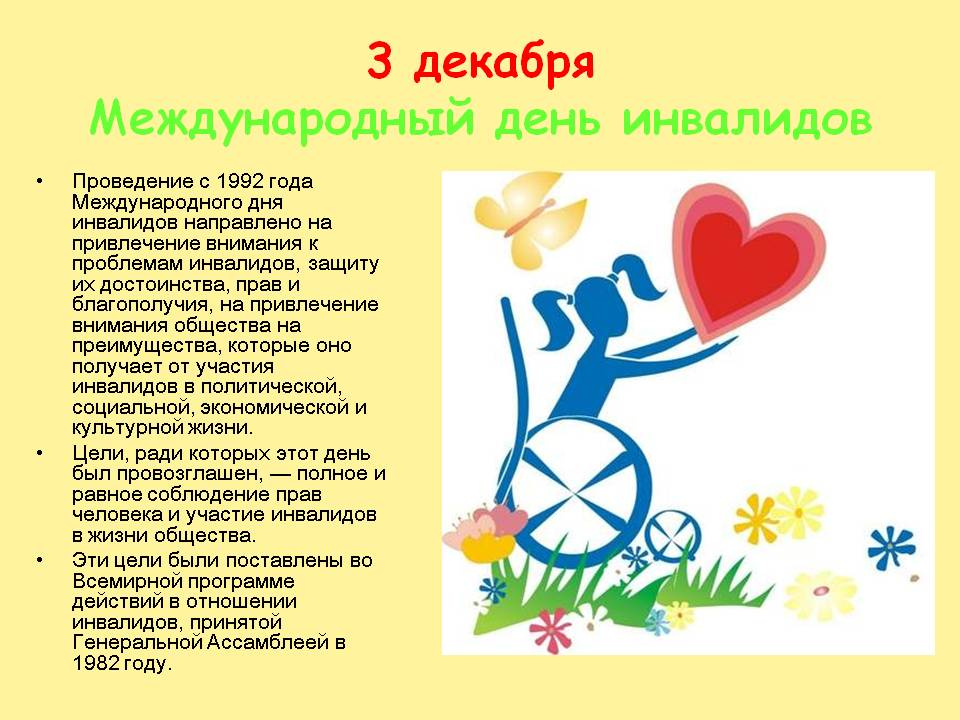 3 декабря
Международный день инвалидов
• Проведение с 1992 года
Международного дня
инвалидов направлено на
привлечение внимания к
проблемам инвалидов, защиту
их достоинства, прав и
благополучия, на привлечение
внимания общества на
преимущества, которые оно
получает от участия
инвалидов в политической,
социальной, экономической и
культурной жизни.
• Цели, ради которых этот день
был провозглашен, — полное и
равное соблюдение прав
человека и участие инвалидов
в жизни общества.
• Эти цели были поставлены во
Всемирной программе
действий в отношении
инвалидов, принятой
Генеральной Ассамблеей в
1982 году.